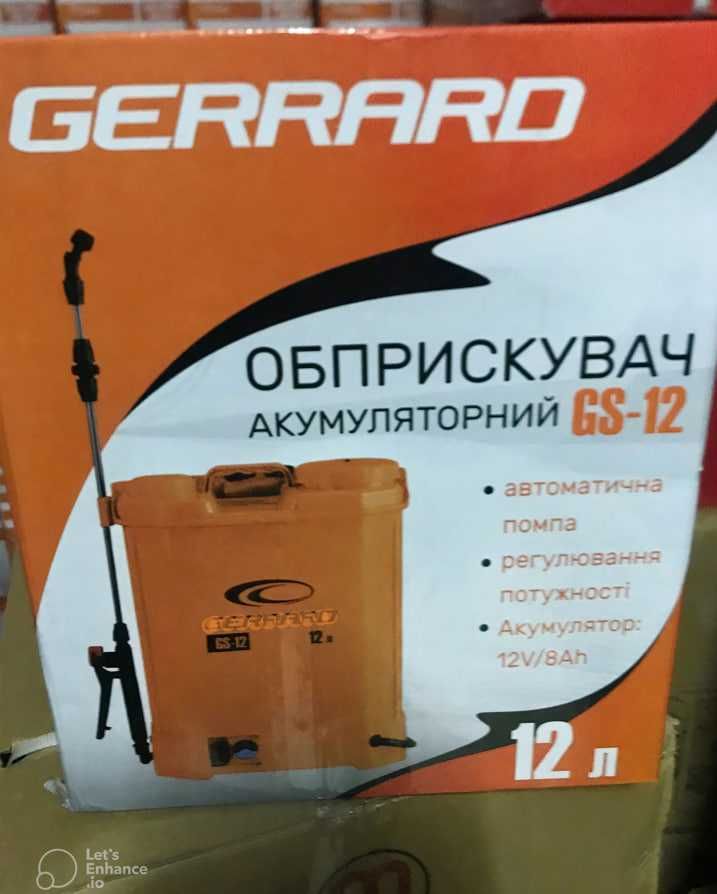 GERRARD
ОБПРИСКУВАЧ
АКУМУЛЯТОРНИЙ GS-12
• автоматична
помпа
• регулювання
потужності
• Акумулятор:
12V/8Ah
GERRARD
GS-12 12 л
12 л
Let's
Enhance
.io